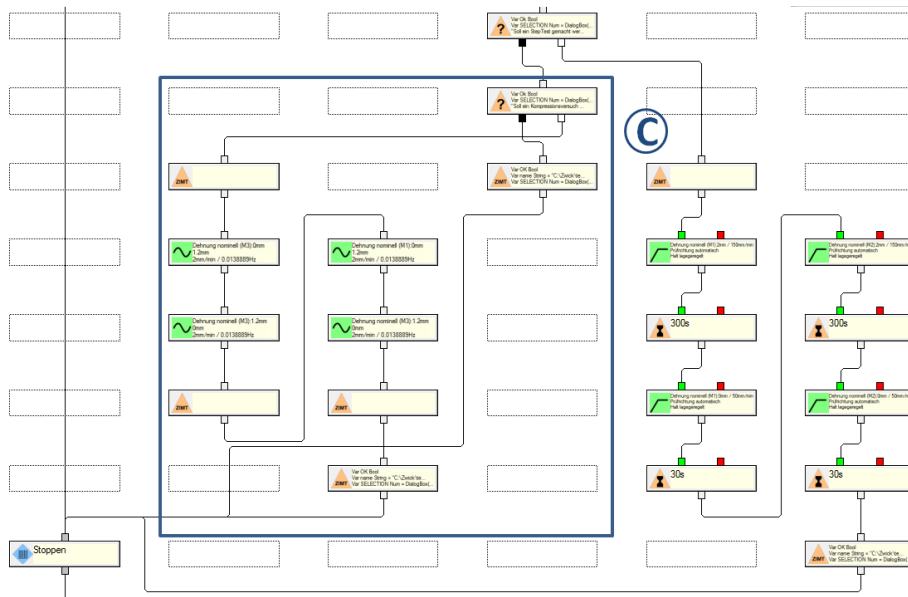 Var Ok Bool
Var SELECTION Num = DialogBox(...
"Soll ein StepTest gemacht wer...
?
Var Ok Bool
Var SELECTION Num = DialogBox(...
"Soll ein Kompressionsversuch ...
?
C
ZIMT
Var OK Bool
Var name String = "C:\Zwick\te...
Var SELECTION Num = DialogBox(...
ZIMT
ZIMT
Dehnung nominell (M3):0mm
1.2mm
2mm/min / 0.0138889Hz
Dehnung nominell (M1):0mm
1.2mm
2mm/min / 0.0138889Hz
Dehnung nominell (M1):2mm / 150mm/min
Prüfrichtung automatisch
Halt lagegeregelt
Dehnung nominell (M2):2mm / 150mm/min
Prüfrichtung automatisch
Halt lagegeregelt
Dehnung nominell (M3):1.2mm
0mm
2mm/min / 0.0138889Hz
Dehnung nominell (M3):1.2mm
0mm
2mm/min / 0.0138889Hz
300s
300s
ZIMT
ZIMT
Dehnung nominell (M1):0mm / 50mm/min
Prüfrichtung automatisch
Halt lagegeregelt
Dehnung nominell (M2):0mm / 50mm/min
Prüfrichtung automatisch
Halt lagegeregelt
ZIMT
Var OK Bool
Var name String = "C:\Zwick\te...
Var SELECTION Num = DialogBox(...
30s
30s
Stoppen
ZIMT
Var OK Bool
Var name String = "C:\Zwick\te...
Var SELECTION Num = DialogBox(...